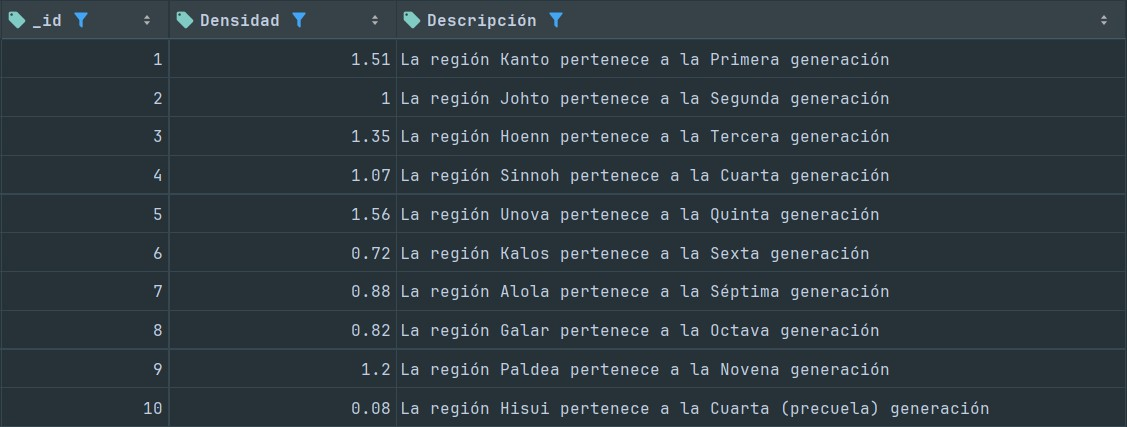 _id Densidad Descripción
1 1.51 La región Kanto pertenece a la Primera generación
2 1 La región Johto pertenece a la Segunda generación
3 1.35 La región Hoenn pertenece a la Tercera generación
4 1.07 La región Sinnoh pertenece a la Cuarta generación
5 1.56 La región Unova pertenece a la Quinta generación
6 0.72 La región Kalos pertenece a la Sexta generación
7 0.88 La región Alola pertenece a la Séptima generación
8 0.82 La región Galar pertenece a la Octava generación
9 1.2 La región Paldea pertenece a la Novena generación
10 0.08 La región Hisui pertenece a la Cuarta (precuela) generación